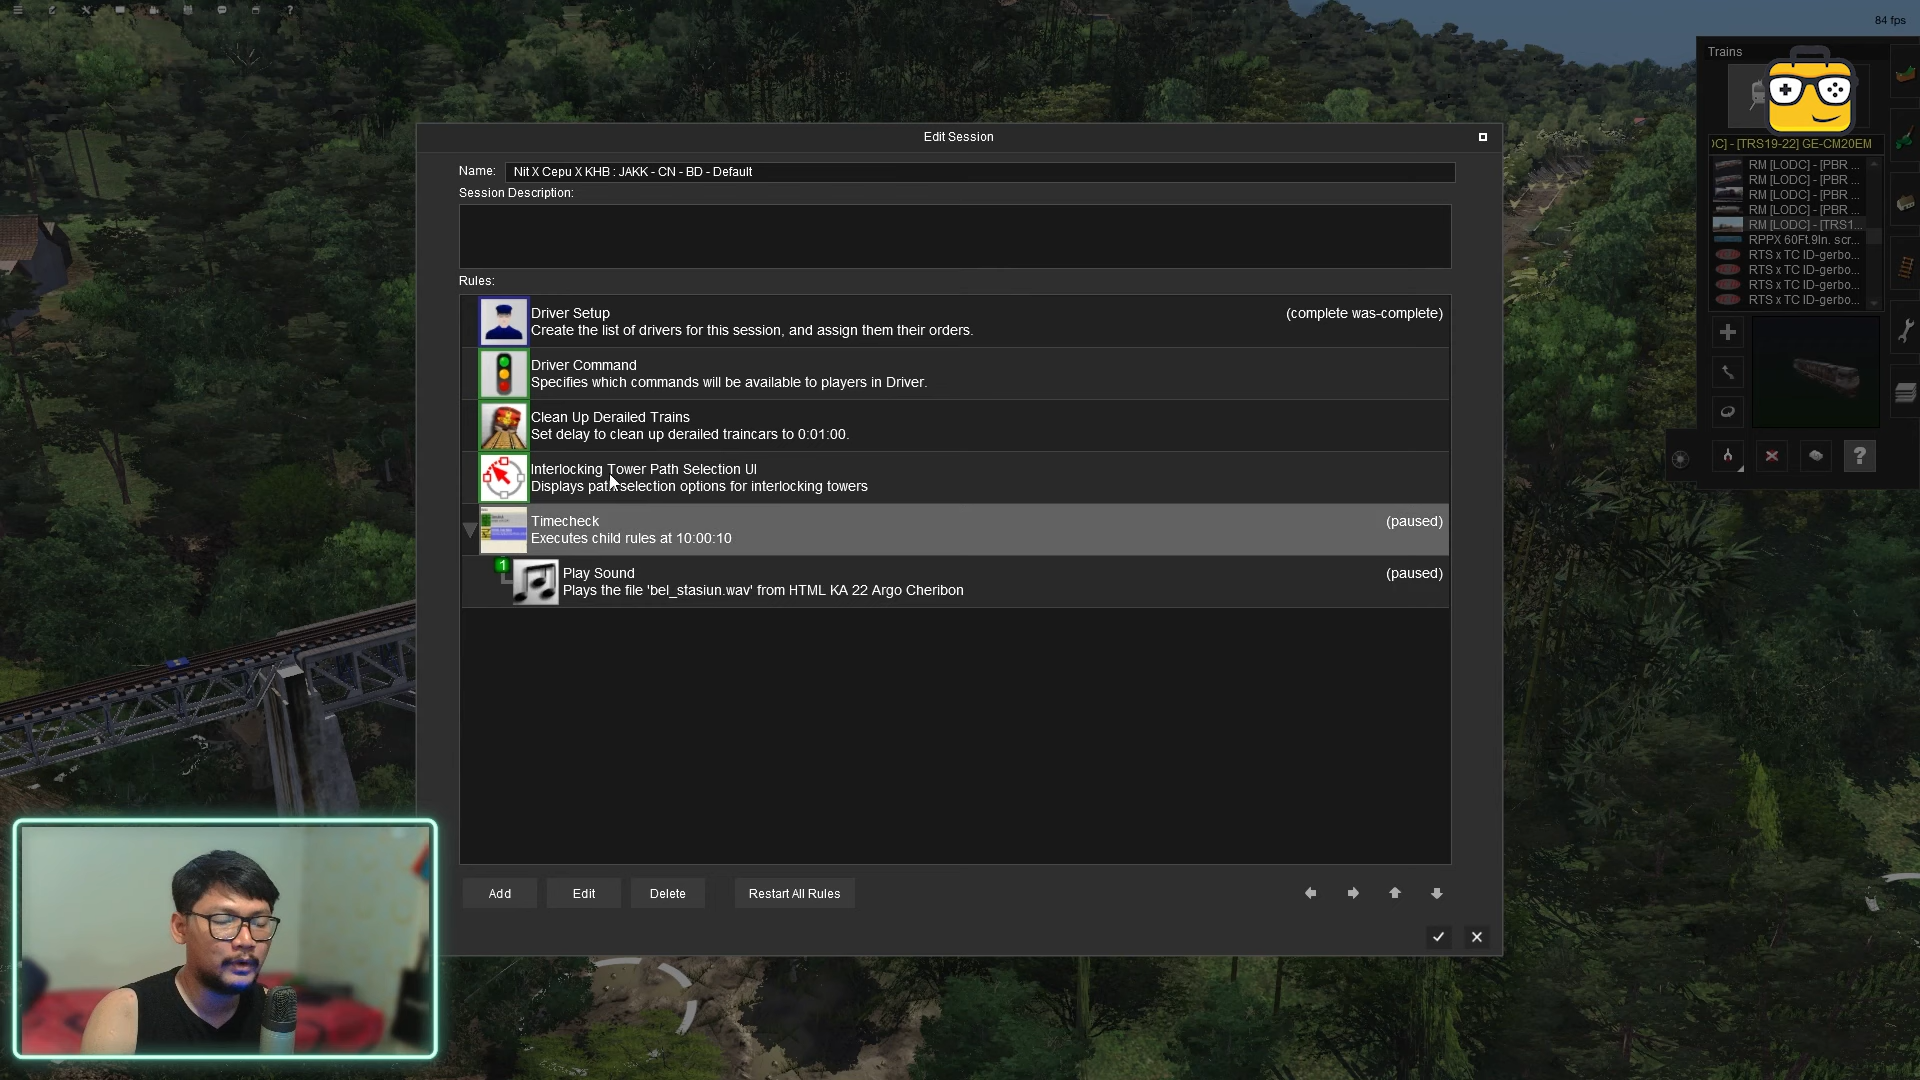 84 fps
Trains
Edit Session
Name: Nit X Cepu X KHB : JAKK - CN - BD - Default
Session Description:
Rules:
Driver Setup
(complete was-complete)
Create the list of drivers for this session, and assign them their orders.
Driver Command
Specifies which commands will be available to players in Driver.
Clean Up Derailed Trains
Set delay to clean up derailed traincars to 0:01:00.
Interlocking Tower Path Selection UI
Displays path selection options for interlocking towers
Timecheck
(paused)
Executes child rules at 10:00:10
1
Play Sound
(paused)
Plays the file 'bel_stasiun.wav' from HTML KA 22 Argo Cheribon
Add
Edit
Delete
Restart All Rules
)C] - [TRS19-22] GE-CM20EM
RM [LODC] - [PBR ...
RM [LODC] - [PBR ...
RM [LODC] - [PBR ...
RM [LODC] - [PBR ...
RM [LODC] - [TRS1...
RPPX 60Ft.9In. scr...
RTS x TC ID-gerbo...
RTS x TC ID-gerbo...
RTS x TC ID-gerbo...
RTS x TC ID-gerbo...
?